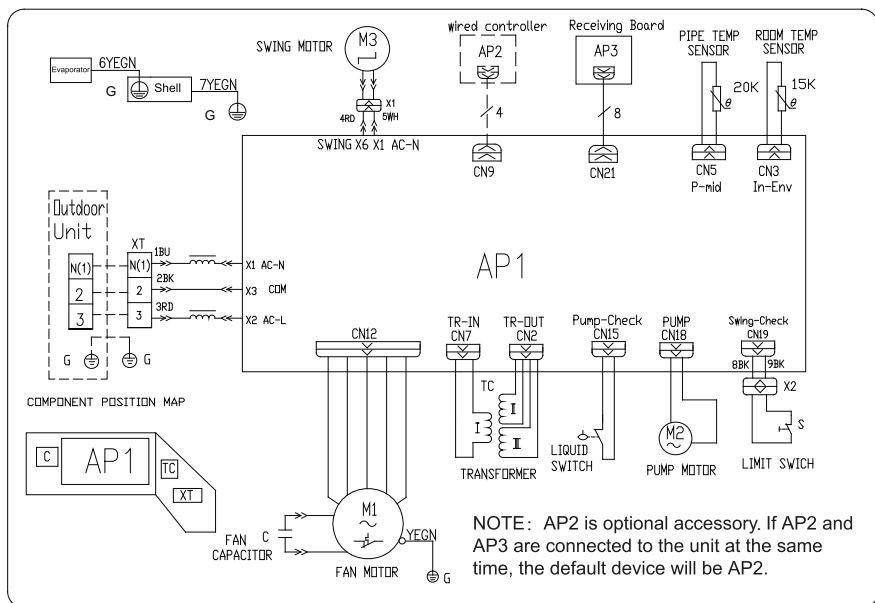 wired controller
Receiving Board
SWING MOTOR
M3
AP2
AP3
PIPE TEMP
SENSOR
ROOM TEMP
SENSOR
Evaporator
6YEGN
G
Shell
7YEGN
G
20K
θ
15K
θ
X1
4RD
5WH
4
8
SWING X6 X1 AC-N
CN9
CN21
CN5
P-mid
CN3
In-Env
Outdoor
Unit
XT
N(1)
N(1)
1BU
X1 AC-N
2
2
2BK
X3 COM
3
3
3RD
X2 AC-L
G
G
AP1
CN12
TR-IN
CN7
TR-OUT
CN2
Pump-Check
CN15
PUMP
CN18
Swing-Check
CN19
8BK
9BK
X2
TC
I
I
II
LIQUID
SWITCH
M2
~
S
TRANSFORMER
PUMP MOTOR
LIMIT SWICH
COMPONENT POSITION MAP
C
AP1
TC
XT
M1
~
FAN
CAPACITOR
C
YEGN
G
FAN MOTOR
NOTE: AP2 is optional accessory. If AP2 and
AP3 are connected to the unit at the same
time, the default device will be AP2.